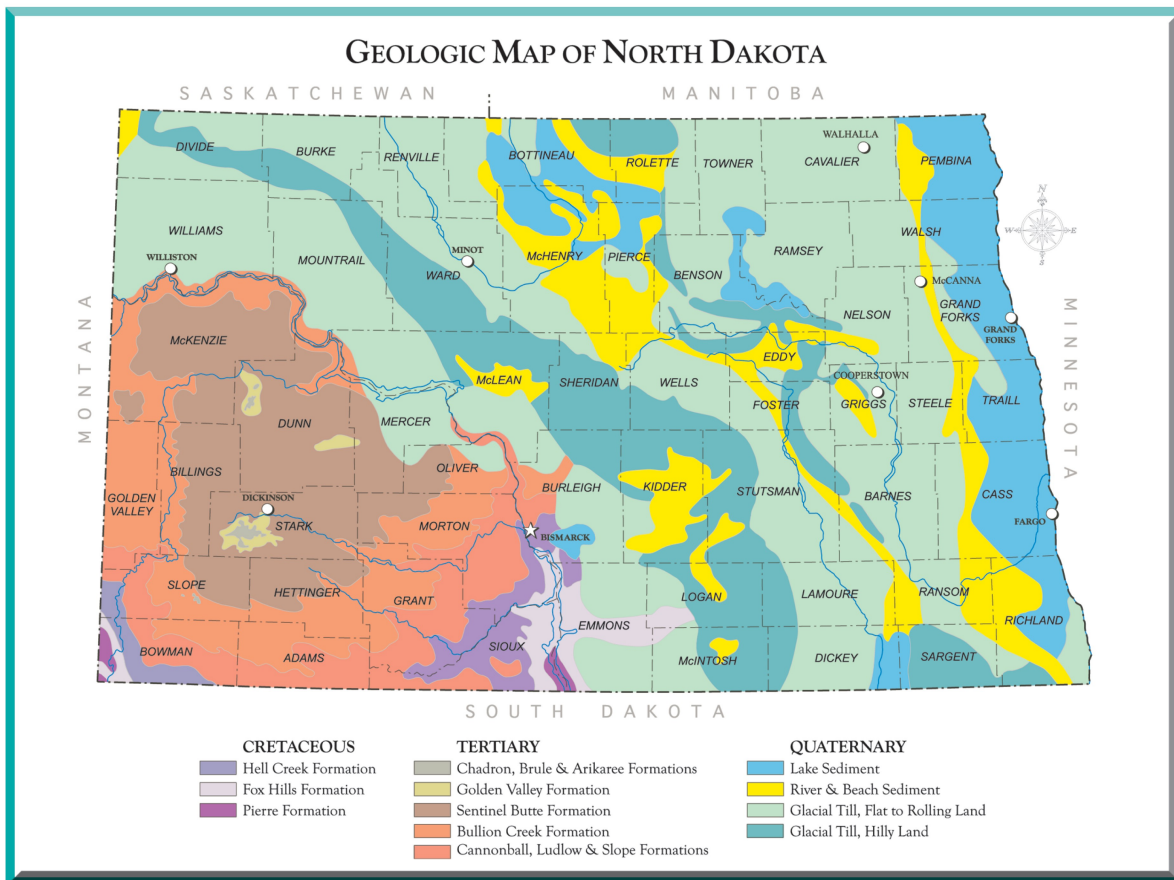 GEOLOGIC MAP OF NORTH DAKOTA
SASKATCHEWAN
MANITOBA
MONTANA
MINNESOTA
SOUTH DAKOTA
N
W
E
S
WALHALLA
DIVIDE
BURKE
RENVILLE
BOTTINEAU
ROLETTE
TOWNER
CAVALIER
PEMBINA
WILLIAMS
WILLISTON
MOUNTRAIL
WARD
MINOT
McHENRY
PIERCE
BENSON
RAMSEY
WALSH
McCANNA
GRAND
FORKS
GRAND
FORKS
NELSON
McKENZIE
McLEAN
SHERIDAN
WELLS
EDDY
COOPERSTOWN
FOSTER
GRIGGS
STEELE
TRAILL
DUNN
MERCER
OLIVER
BILLINGS
GOLDEN
VALLEY
DICKINSON
STARK
MORTON
BURLEIGH
BISMARCK
KIDDER
STUTSMAN
BARNES
CASS
FARGO
SLOPE
HETTINGER
GRANT
SIOUX
EMMONS
LOGAN
LAMOURE
RANSOM
RICHLAND
BOWMAN
ADAMS
McINTOSH
DICKEY
SARGENT
CRETACEOUS
Hell Creek Formation
Fox Hills Formation
Pierre Formation
TERTIARY
Chadron, Brule & Arikaree Formations
Golden Valley Formation
Sentinel Butte Formation
Bullion Creek Formation
Cannonball, Ludlow & Slope Formations
QUATERNARY
Lake Sediment
River & Beach Sediment
Glacial Till, Flat to Rolling Land
Glacial Till, Hilly Land